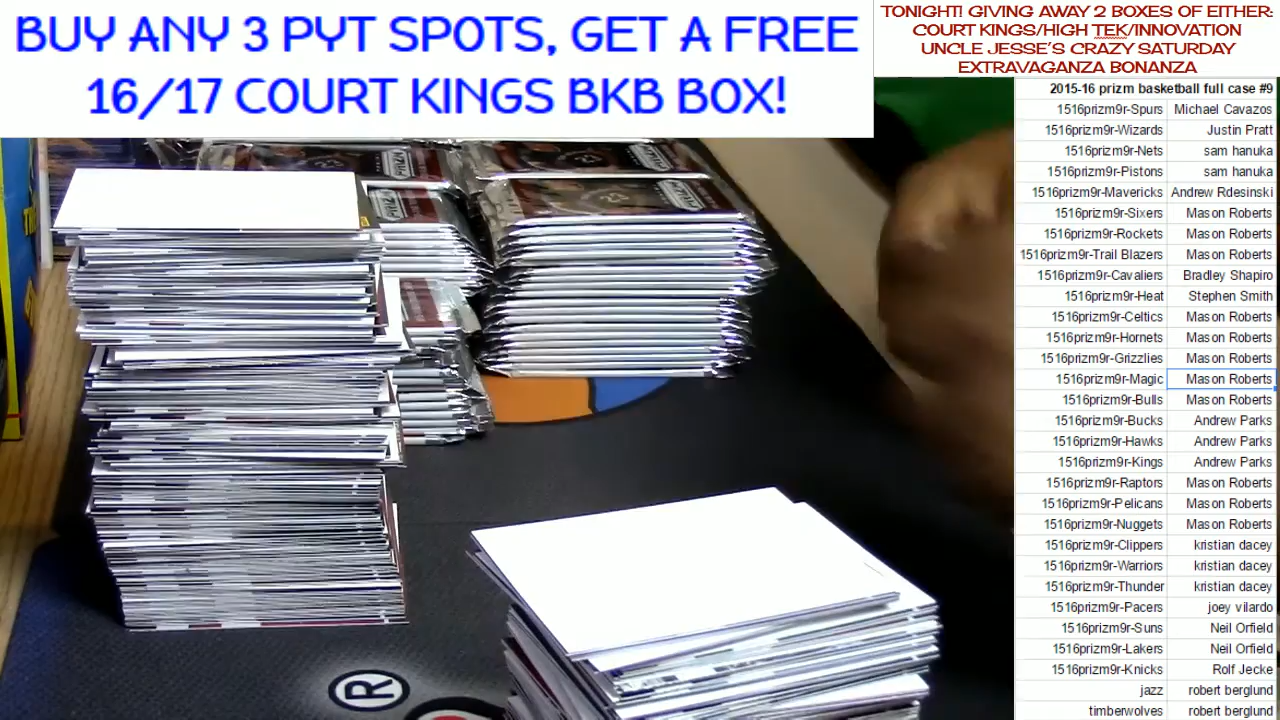 BUY ANY 3 PYT SPOTS, GET A FREE
16/17 COURT KINGS BKB BOX!
TONIGHT! GIVING AWAY 2 BOXES OF EITHER:
COURT KINGS/HIGH TEK/INNOVATION
UNCLE JESSE'S CRAZY SATURDAY
EXTRAVAGANZA BONANZA
2015-16 prizm basketball full case #9
1516prizm9r-Spurs Michael Cavazos
1516prizm9r-Wizards Justin Pratt
1516prizm9r-Nets sam hanuka
1516prizm9r-Pistons sam hanuka
1516prizm9r-Mavericks Andrew Rdesinski
1516prizm9r-Sixers Mason Roberts
1516prizm9r-Rockets Mason Roberts
1516prizm9r-Trail Blazers Mason Roberts
1516prizm9r-Cavaliers Bradley Shapiro
1516prizm9r-Heat Stephen Smith
1516prizm9r-Celtics Mason Roberts
1516prizm9r-Hornets Mason Roberts
1516prizm9r-Grizzlies Mason Roberts
1516prizm9r-Magic Mason Roberts
1516prizm9r-Bulls Mason Roberts
1516prizm9r-Bucks Andrew Parks
1516prizm9r-Hawks Andrew Parks
1516prizm9r-Kings Andrew Parks
1516prizm9r-Raptors Mason Roberts
1516prizm9r-Pelicans Mason Roberts
1516prizm9r-Nuggets Mason Roberts
1516prizm9r-Clippers kristian dacey
1516prizm9r-Warriors kristian dacey
1516prizm9r-Thunder kristian dacey
1516prizm9r-Pacers joey vilardo
1516prizm9r-Suns Neil Orfield
1516prizm9r-Lakers Neil Orfield
1516prizm9r-Knicks Rolf Jecke
jazz robert berglund
timberwolves robert berglund
PRIZM
PRIZM
PRIZM
PRIZM
®